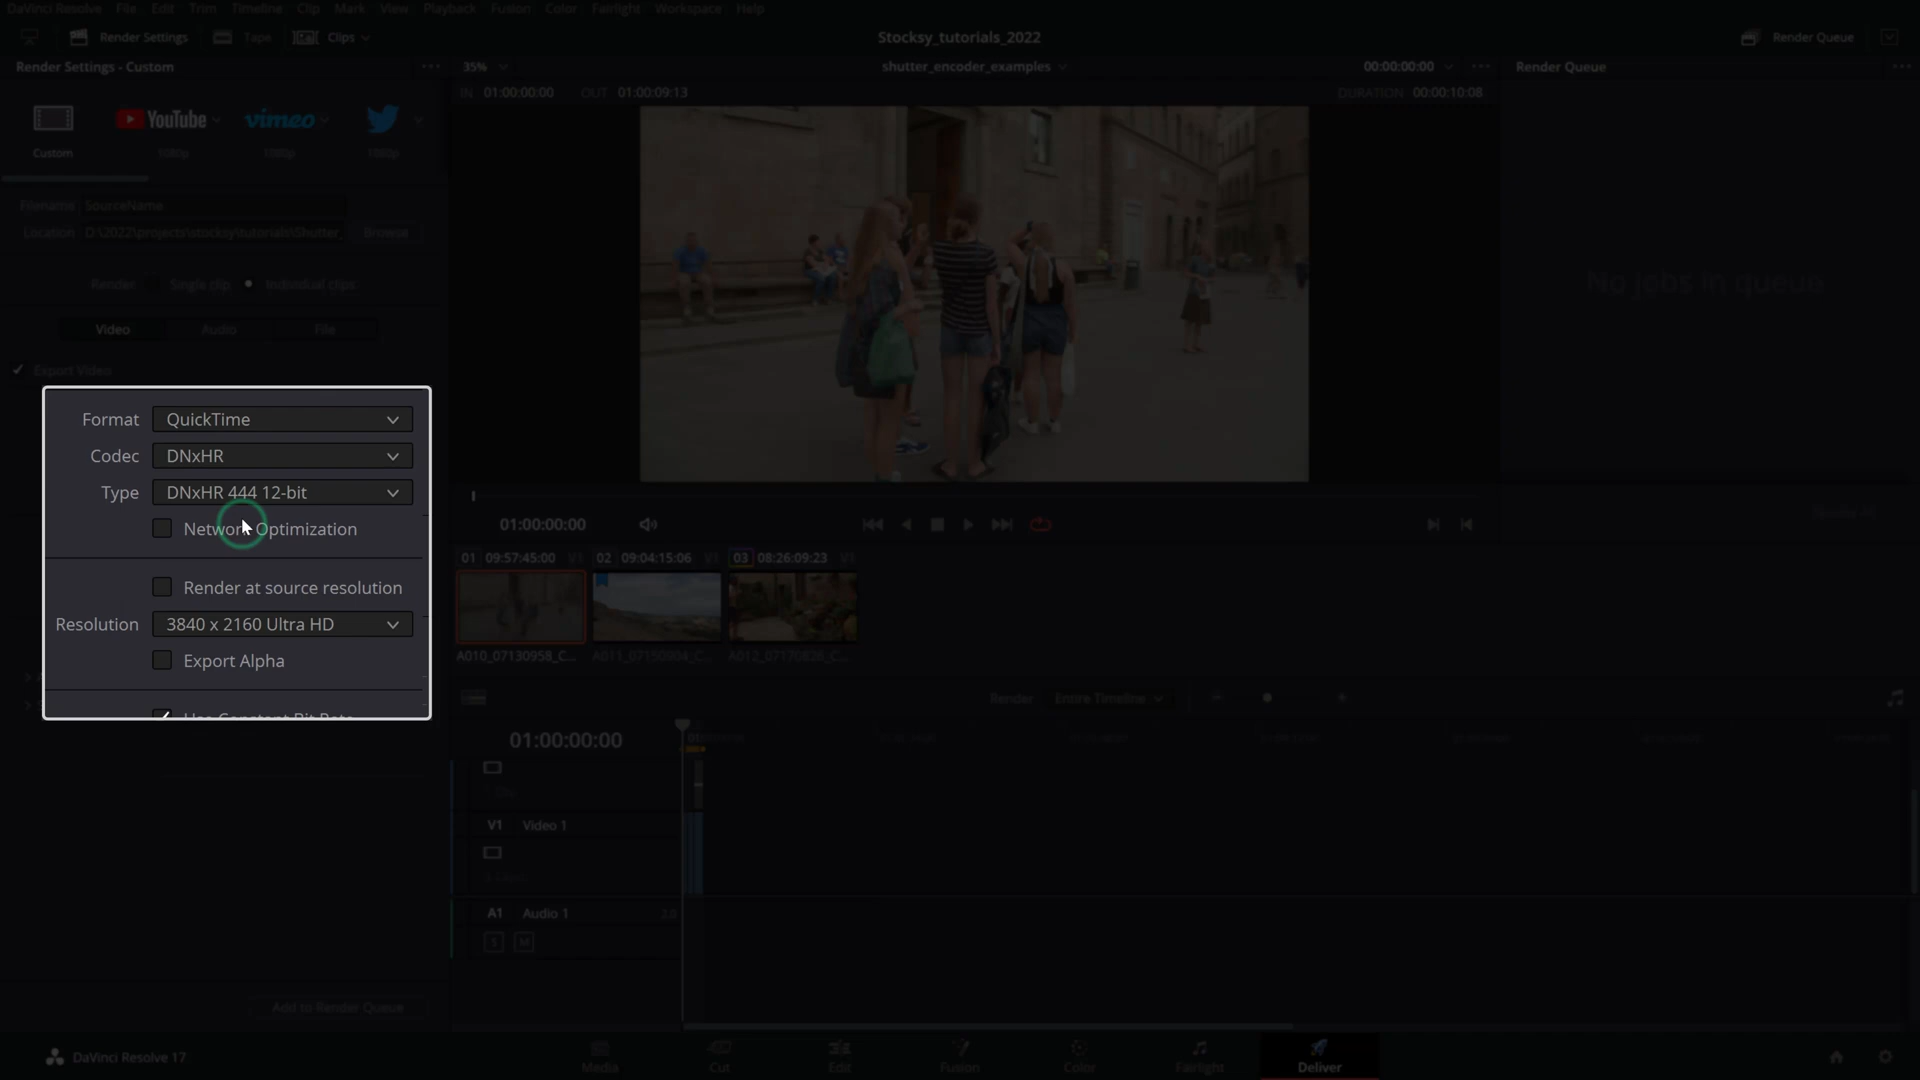 DaVinci Resolve File Edit Trim Timeline Clip Mark View Playback Fusion Color Fairlight Workspace Help
Render Settings Tape Clips Stocksy_tutorials_2022 Render Queue
Render Settings - Custom 35% shutter_encoder_examples 00:00:00:00 Render Queue
IN 01:00:00:00 OUT 01:00:09:13 DURATION 00:00:10:08
YouTube vimeo
Custom 1080p 1080p 1080p
Filename SourceName
Location D:\2022\projects\stocksy\tutorials\Shutter_ Browse
Render Single clip Individual clips
No jobs in queue
Video Audio File
Export Video
Format QuickTime
Codec DNxHR
Type DNxHR 444 12-bit
Network Optimization
Render at source resolution
Resolution 3840 x 2160 Ultra HD
Export Alpha
Use Constant Bit Rate
01:00:00:00
Render All
01 09:57:45:00 V1 02 09:04:15:06 V1 03 08:26:09:23 V1
A010_07130958_C... A011_07150904_C... A012_07170826_C...
Render Entire Timeline
01:00:00:00
V1 Video 1
A1 Audio 1 2.0
S M
Add to Render Queue
DaVinci Resolve 17 Media Cut Edit Fusion Color Fairlight Deliver